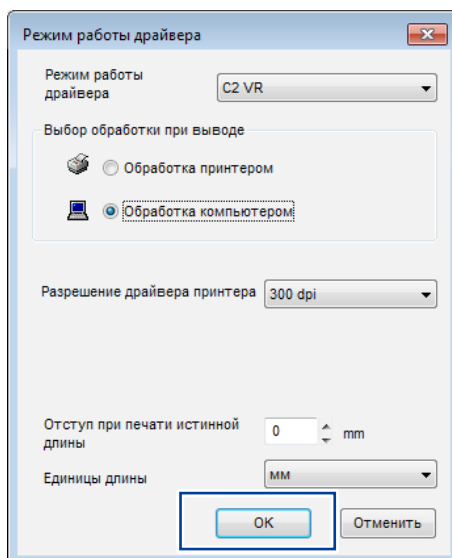 Режим работы драйвера
Режим работы
драйвера
C2 VR
Выбор обработки при выводе
Обработка принтером
Обработка компьютером
Разрешение драйвера принтера
300 dpi
Отступ при печати истинной
длины
0
mm
Единицы длины
мм
OK
Отменить